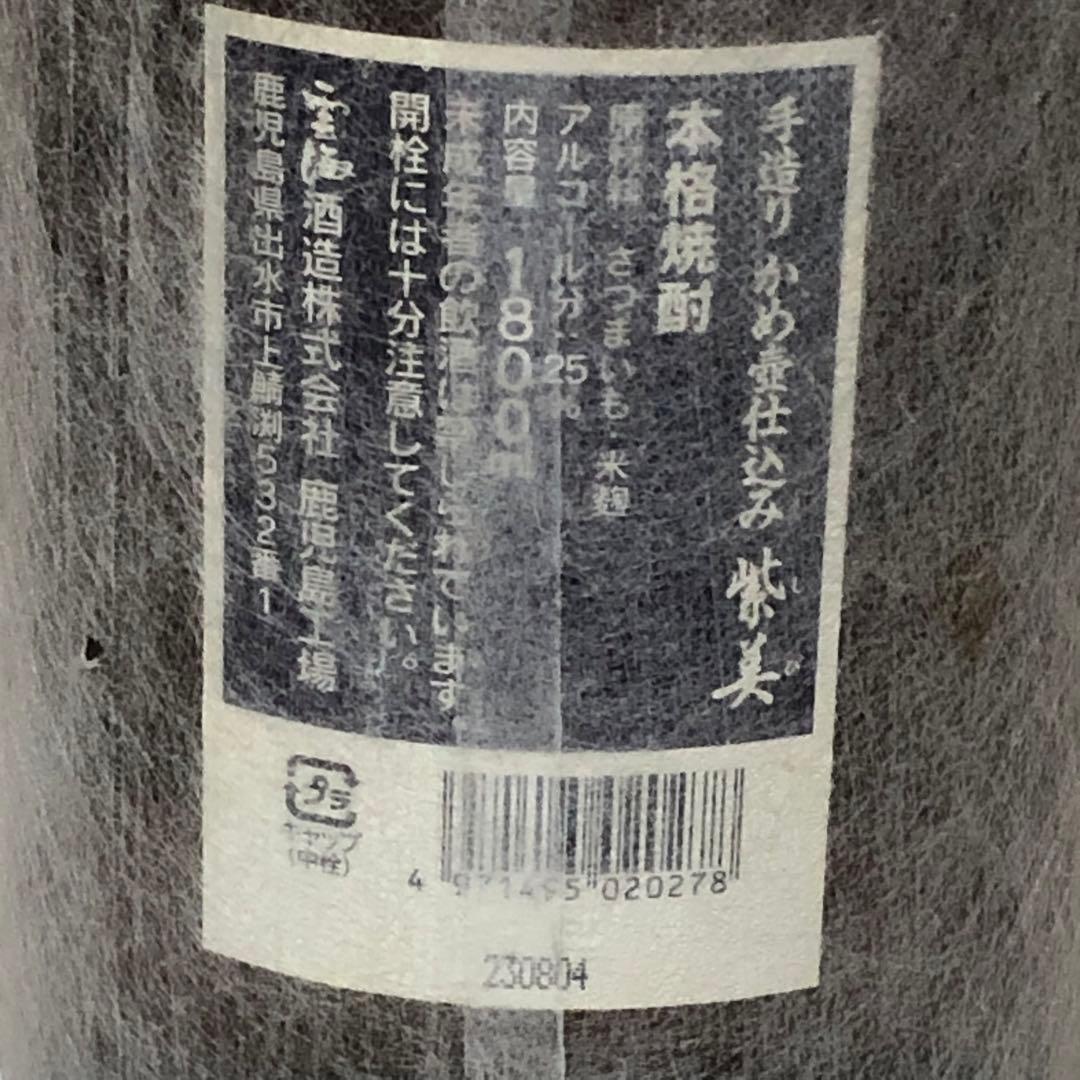 手造り かめ壺仕込み 紫美
しび
本格焼酎
原材料 さつまいも・米麹
アルコール分 25%
内容量 1800ml
未成年者の飲酒は禁じられています
開栓には十分注意してください。
雲海酒造株式会社 鹿児島工場
鹿児島県出水市上鯖渕532番1
プラ
キャップ
(中栓)
4 971495 020278
230804